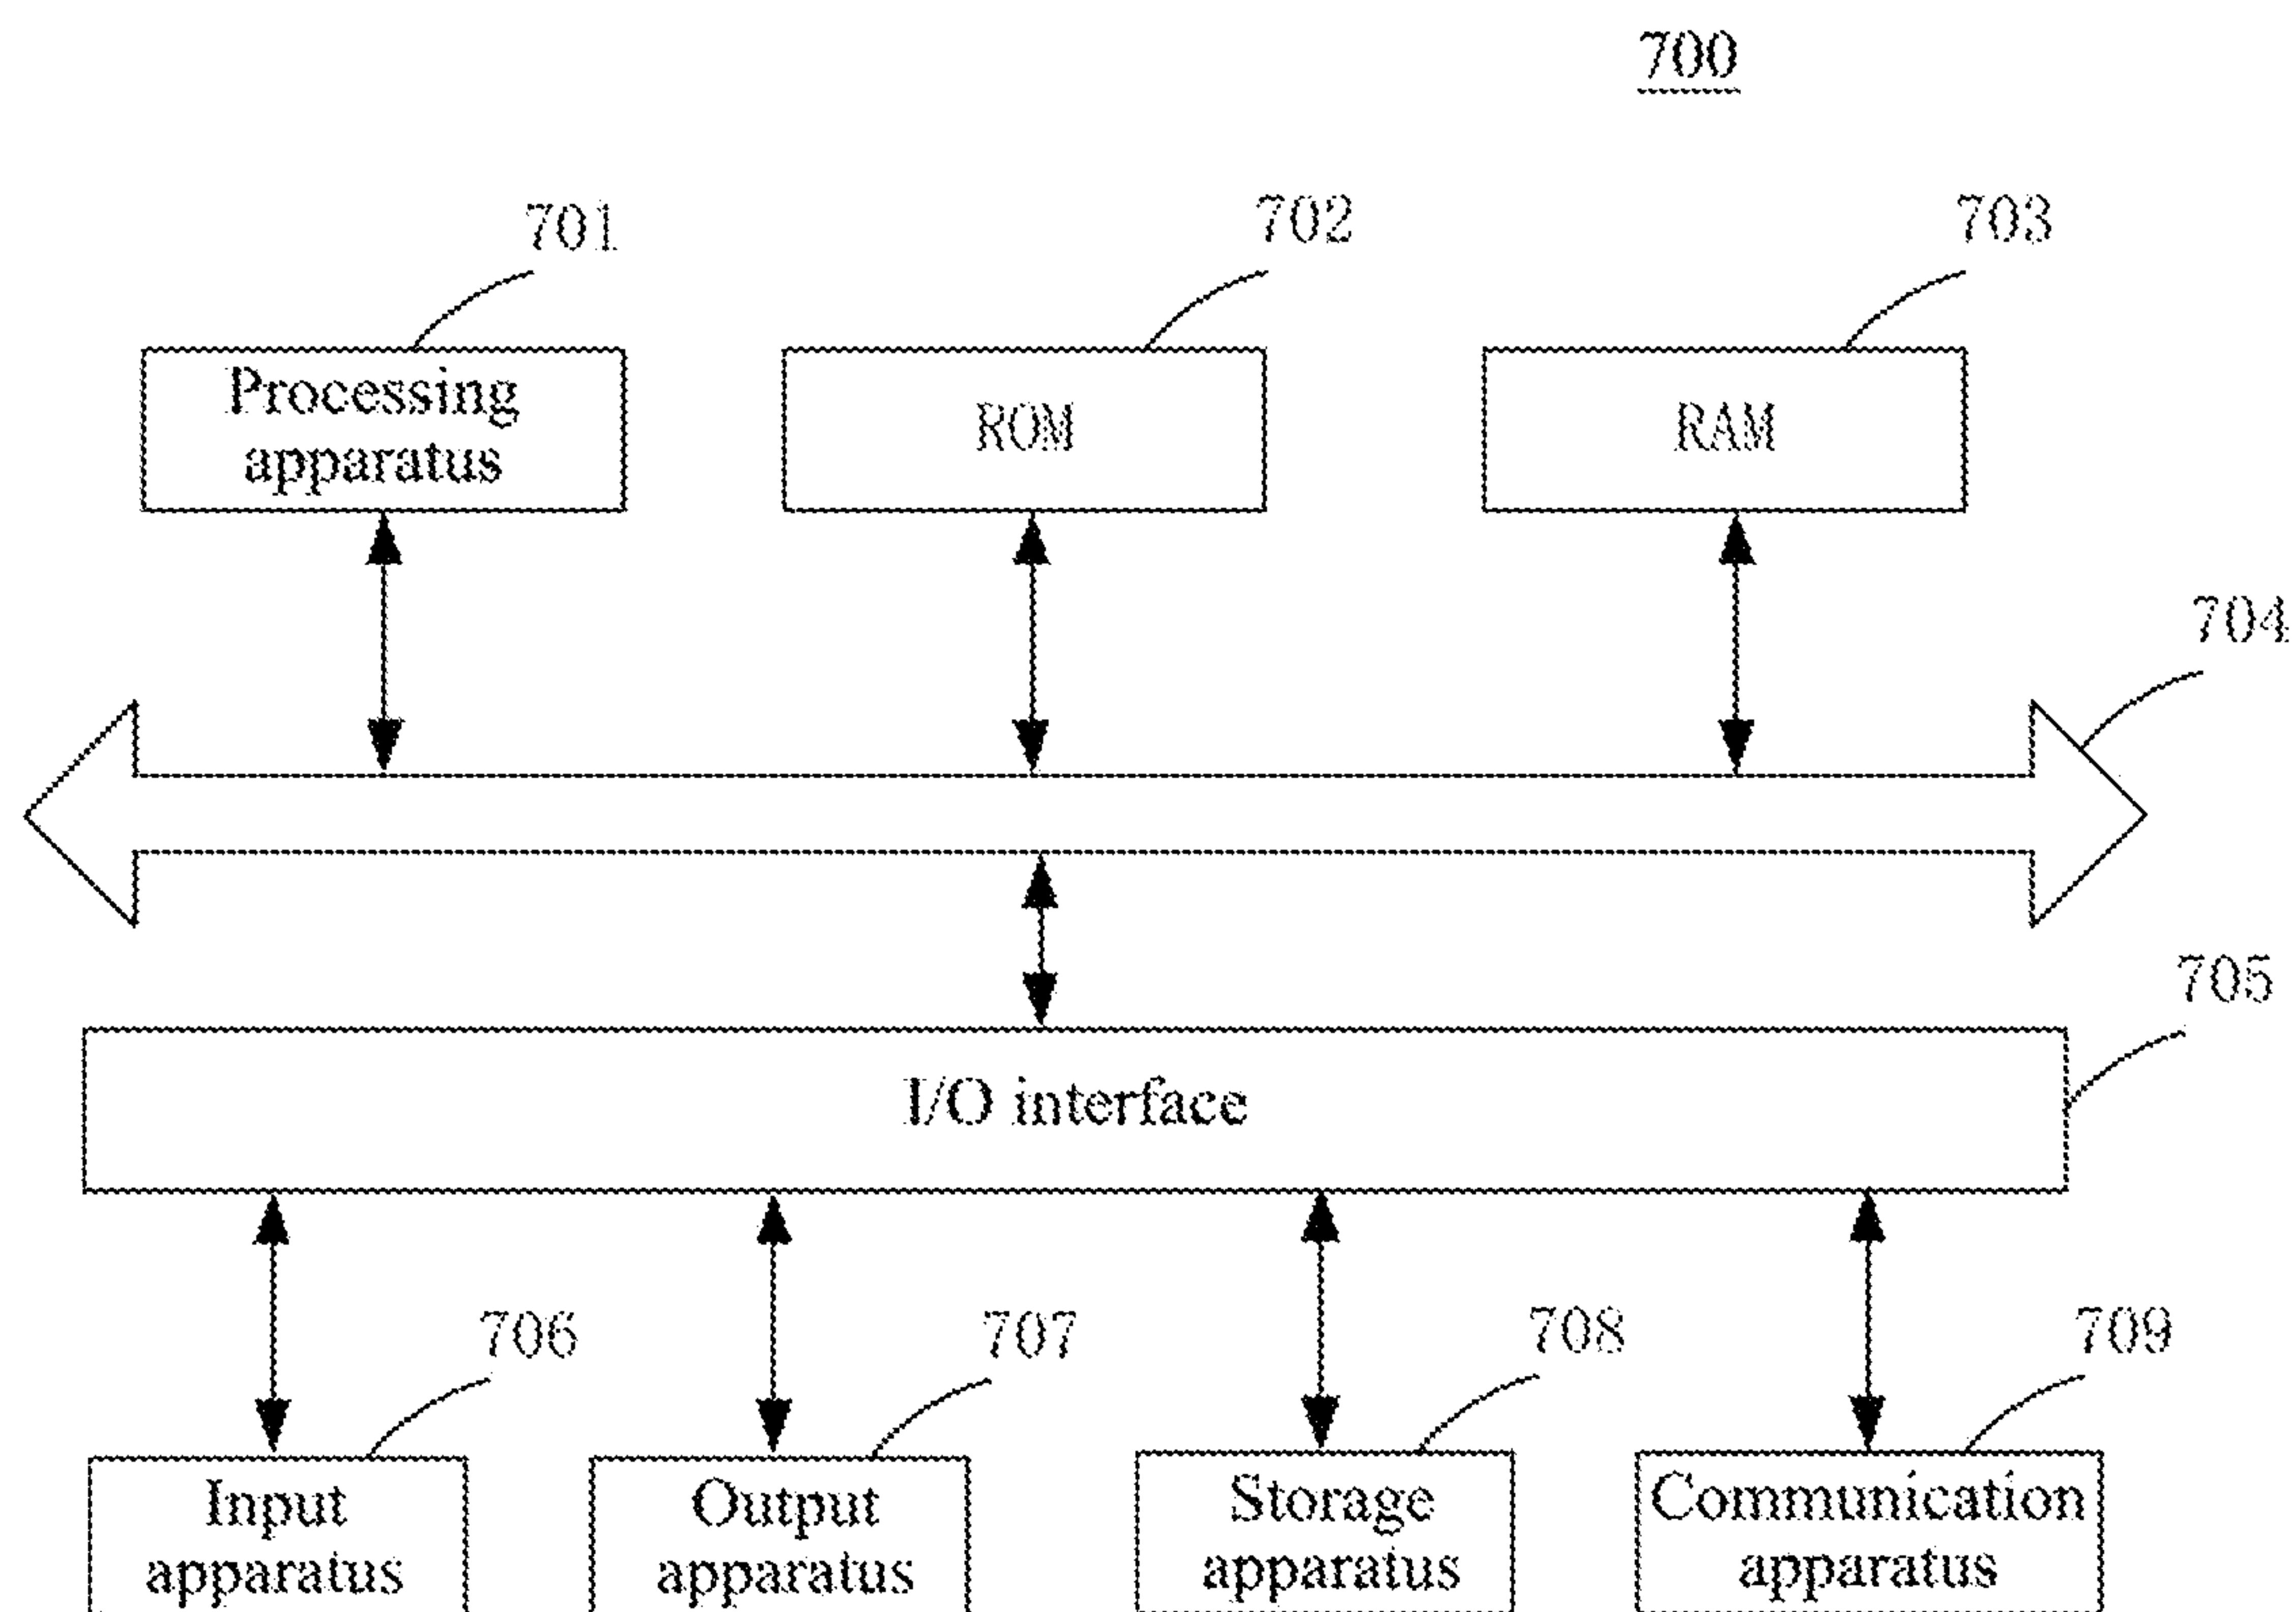 700
701
702
703
Processing
apparatus
ROM
RAM
704
705
I/O interface
706
707
708
709
Input
apparatus
Output
apparatus
Storage
apparatus
Communication
apparatus